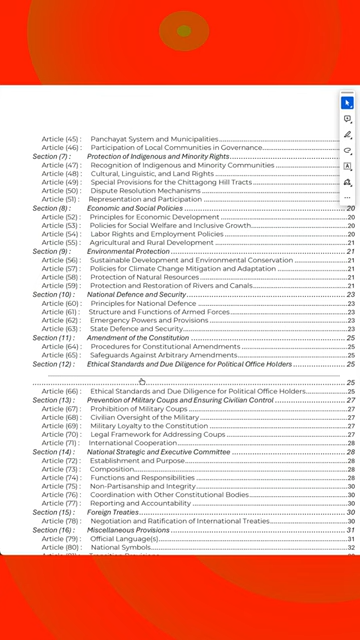 Article (45) : Panchayat System and Municipalities
Article (46) : Participation of Local Communities in Governance
Section (7) : Protection of Indigenous and Minority Rights
Article (47) : Recognition of Indigenous and Minority Communities
Article (48) : Cultural, Linguistic, and Land Rights
Article (49) : Special Provisions for the Chittagong Hill Tracts
Article (50) : Dispute Resolution Mechanisms
Article (51) : Representation and Participation
Section (8) : Economic and Social Policies 20
Article (52) : Principles for Economic Development 20
Article (53) : Policies for Social Welfare and Inclusive Growth 20
Article (54) : Labor Rights and Employment Policies 21
Article (55) : Agricultural and Rural Development 21
Section (9) : Environmental Protection 21
Article (56) : Sustainable Development and Environmental Conservation 21
Article (57) : Policies for Climate Change Mitigation and Adaptation 21
Article (58) : Protection of Natural Resources 21
Article (59) : Protection and Restoration of Rivers and Canals 21
Section (10) : National Defence and Security 23
Article (60) : Principles for National Defence 23
Article (61) : Structure and Functions of Armed Forces 23
Article (62) : Emergency Powers and Provisions 23
Article (63) : State Defence and Security 23
Section (11) : Amendment of the Constitution 25
Article (64) : Procedures for Constitutional Amendments 25
Article (65) : Safeguards Against Arbitrary Amendments 25
Section (12) : Ethical Standards and Due Diligence for Political Office Holders 25
25
Article (66) : Ethical Standards and Due Diligence for Political Office Holders 25
Section (13) : Prevention of Military Coups and Ensuring Civilian Control 27
Article (67) : Prohibition of Military Coups 27
Article (68) : Civilian Oversight of the Military 27
Article (69) : Military Loyalty to the Constitution 27
Article (70) : Legal Framework for Addressing Coups 27
Article (71) : International Cooperation 28
Section (14) : National Strategic and Executive Committee 28
Article (72) : Establishment and Purpose 28
Article (73) : Composition 28
Article (74) : Functions and Responsibilities 28
Article (75) : Non-Partisanship and Integrity 30
Article (76) : Coordination with Other Constitutional Bodies 30
Article (77) : Reporting and Accountability 30
Section (15) : Foreign Treaties 30
Article (78) : Negotiation and Ratification of International Treaties 30
Section (16) : Miscellaneous Provisions 31
Article (79) : Official Language(s) 31
Article (80) : National Symbols 32